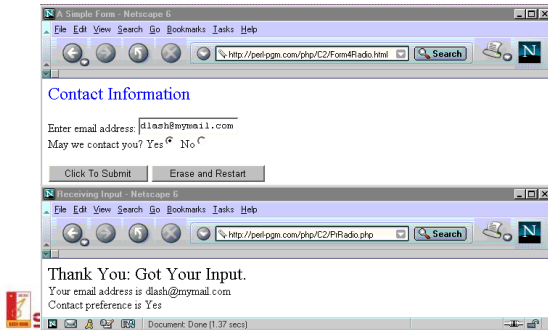 A Simple Form - Netscape 6
File Edit View Search Go Bookmarks Tasks Help
http://perl-pgm.com/php/C2/Form4Radio.html Search N
Contact Information
Enter email address: dlash@mymail.com
May we contact you? Yes No
Click To Submit Erase and Restart
Receiving Input - Netscape 6
File Edit View Search Go Bookmarks Tasks Help
http://perl-pgm.com/php/C2/PrRadio.php Search N
Thank You: Got Your Input.
Your email address is dlash@mymail.com
Contact preference is Yes
Document: Done (1.37 secs)